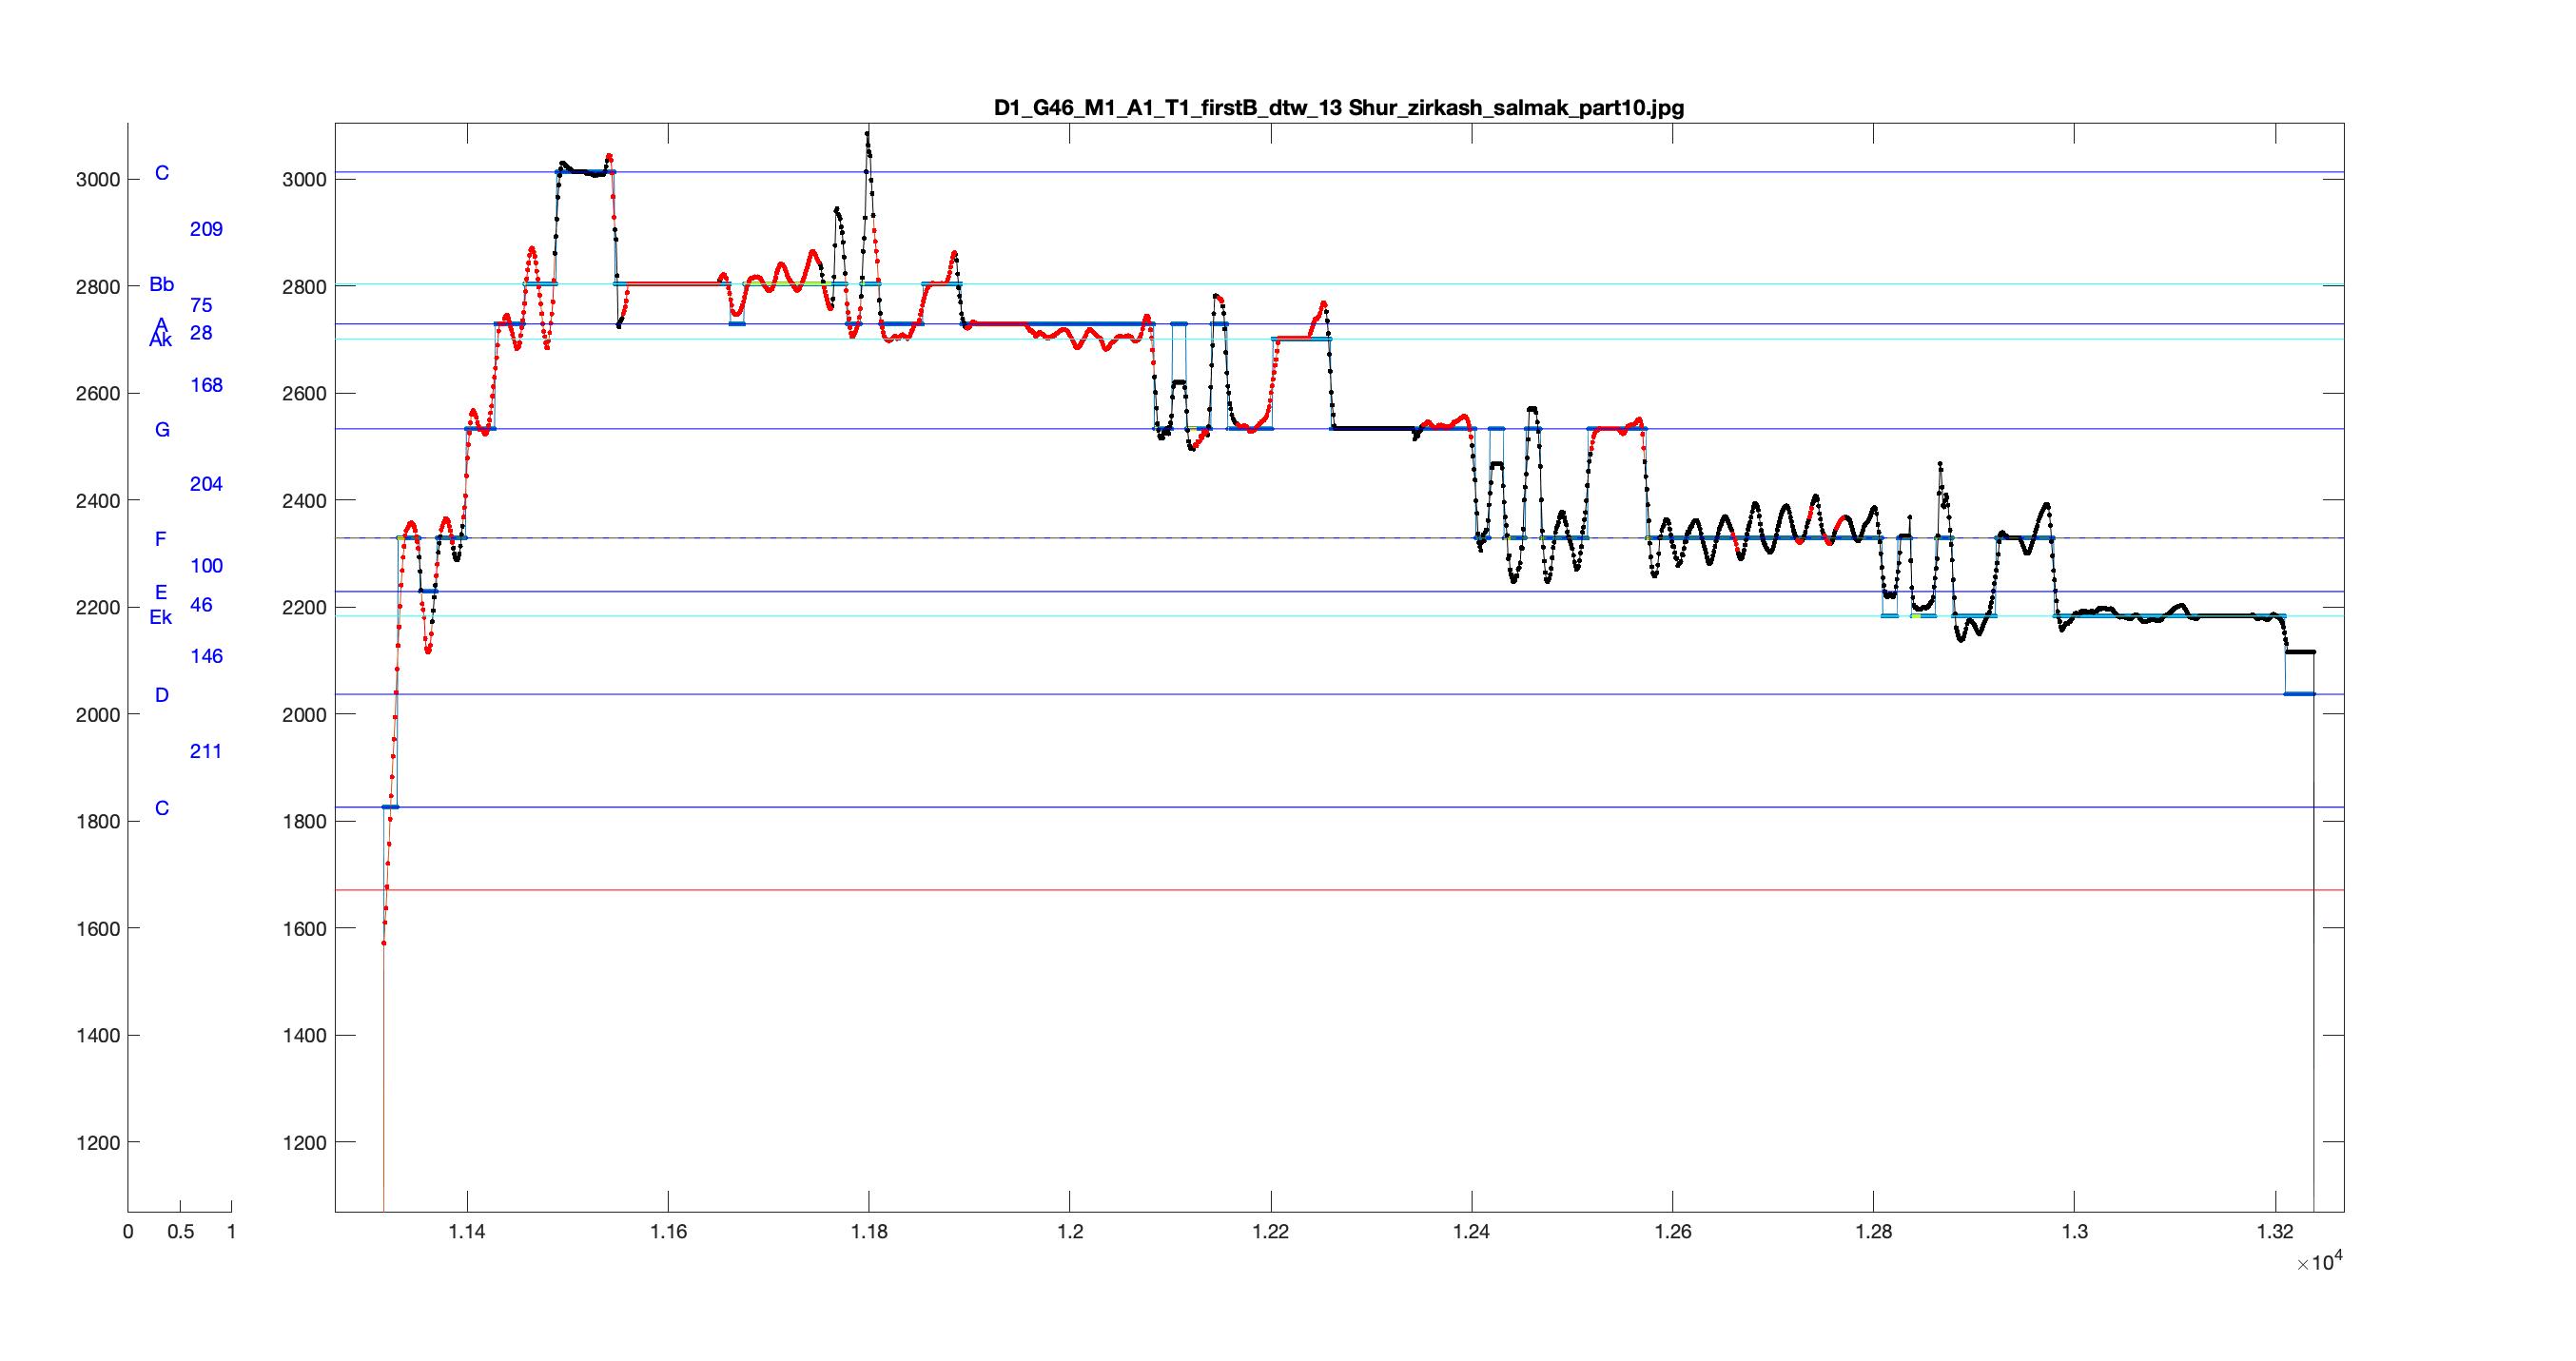 D1_G46_M1_A1_T1_firstB_dtw_13 Shur_zirkash_salmak_part10.jpg
3000 C 3000
209
2800 Bb 2800
75
A
28
Ak
2600 168 2600
G
2400 204 2400
F
100
E
2200 46 2200
Ek
146
D
2000 2000
211
C
1800 1800
1600 1600
1400 1400
1200 1200
0 0.5 1 1.14 1.16 1.18 1.2 1.22 1.24 1.26 1.28 1.3 1.32
×10⁴